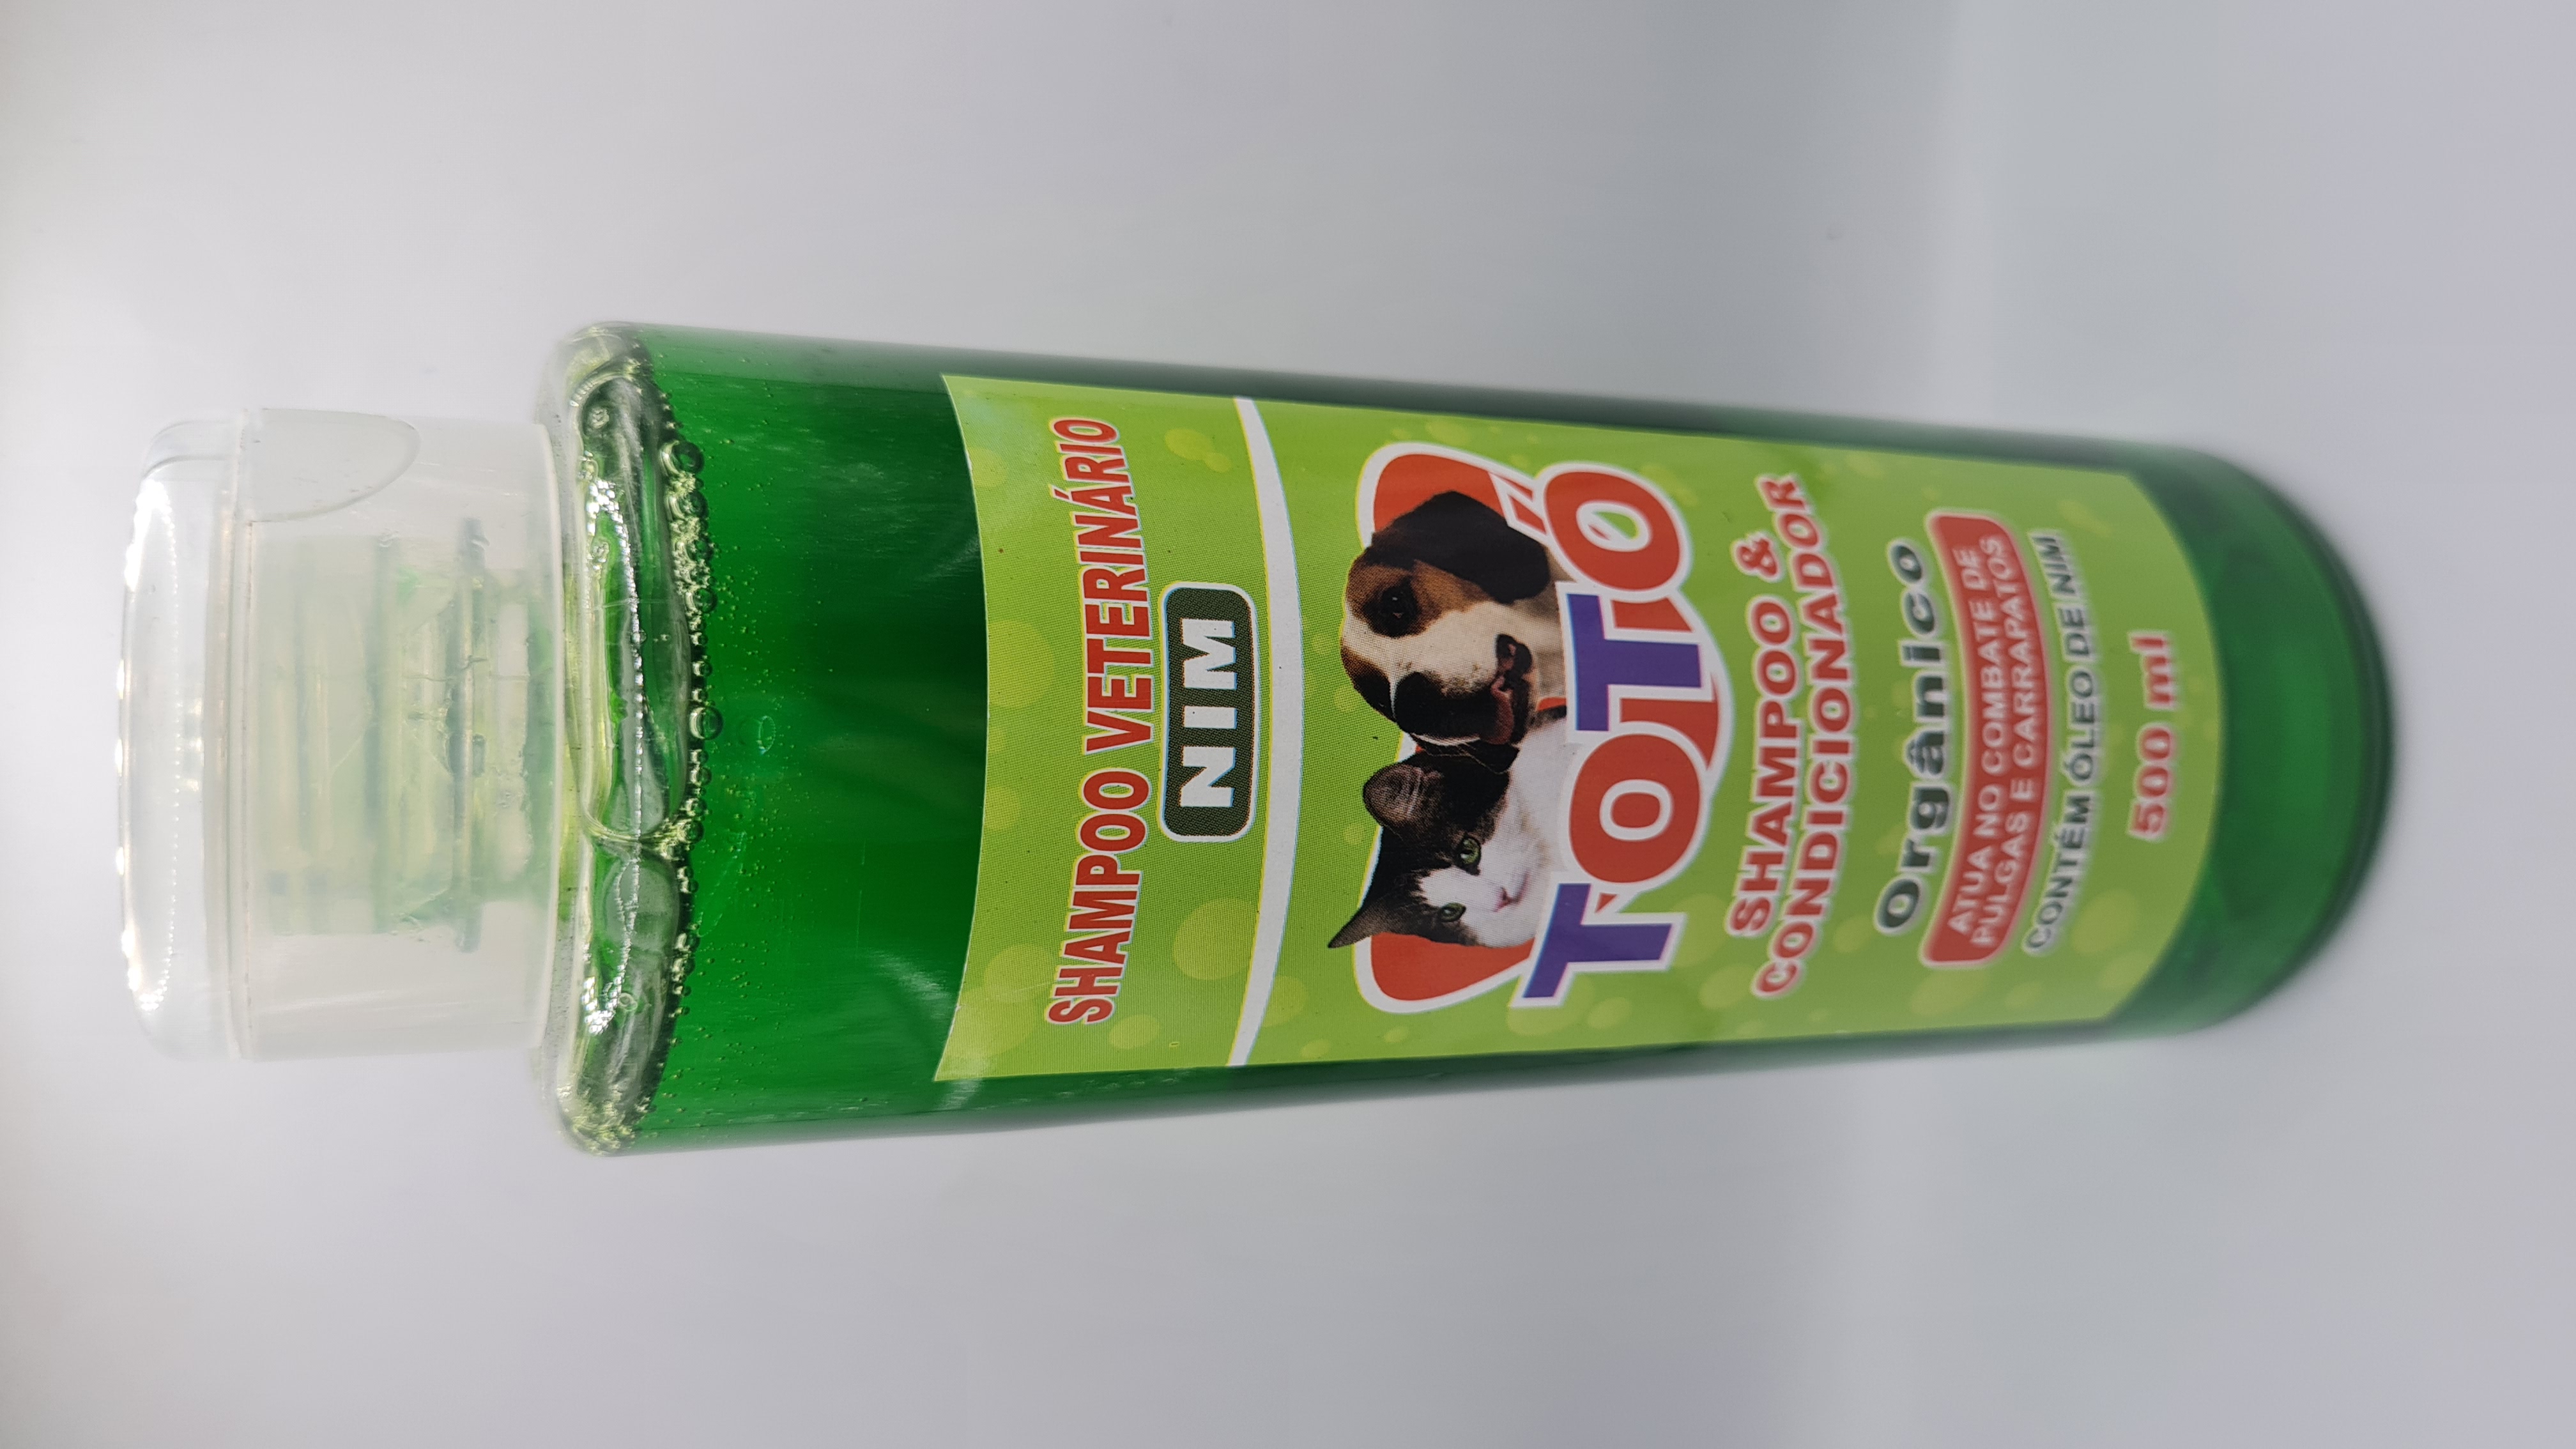 SHAMPOO VETERINÁRIO
NIM
TOTÓ
SHAMPOO &
CONDICIONADOR
Orgânico
ATUA NO COMBATE DE
PULGAS E CARRAPATOS
CONTÉM ÓLEO DE NIM
500 ml